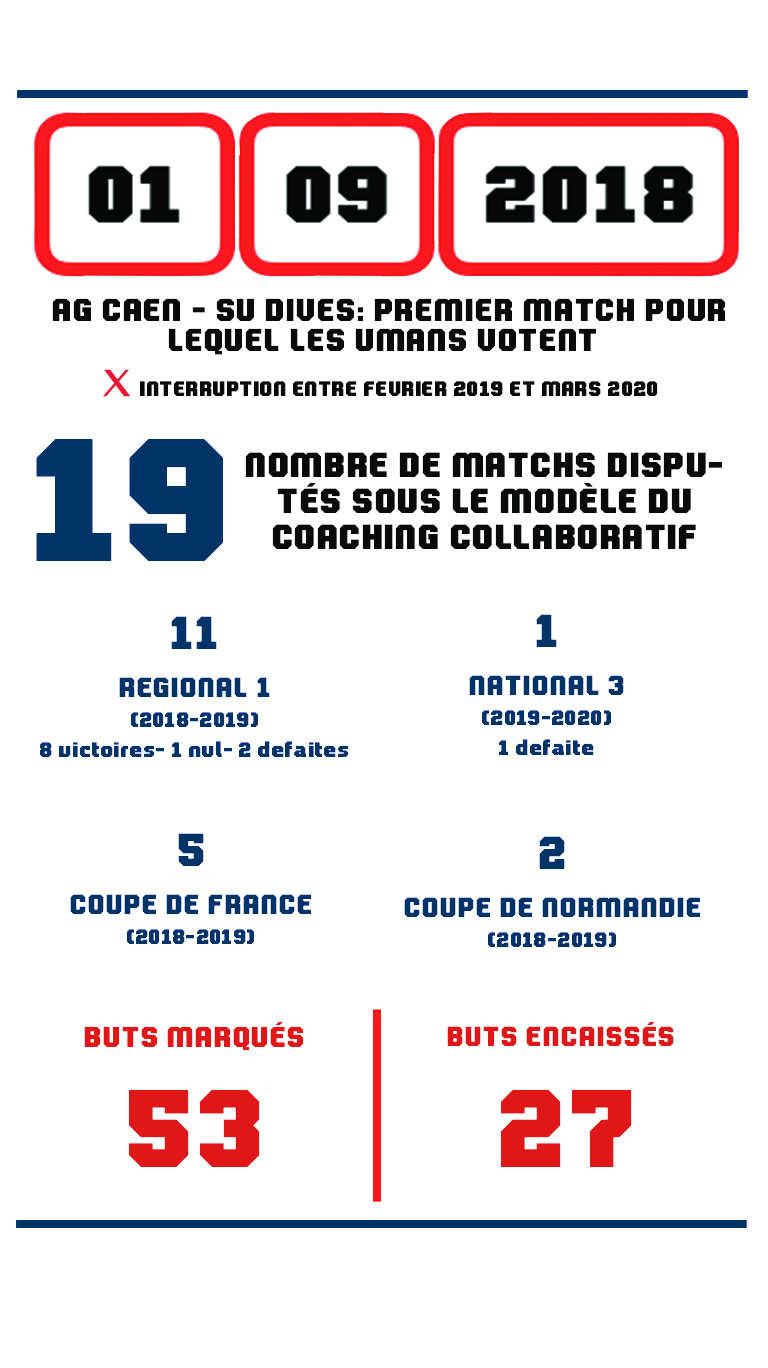 01 09 2018
AG CAEN - SU DIVES: PREMIER MATCH POUR
LEQUEL LES UMANS VOTENT
X INTERRUPTION ENTRE FEVRIER 2019 ET MARS 2020
19
NOMBRE DE MATCHS DISPU-
TÉS SOUS LE MODÈLE DU
COACHING COLLABORATIF
11
REGIONAL 1
(2018-2019)
8 victoires- 1 nul- 2 defaites
1
NATIONAL 3
(2019-2020)
1 defaite
5
COUPE DE FRANCE
(2018-2019)
2
COUPE DE NORMANDIE
(2018-2019)
BUTS MARQUÉS
53
BUTS ENCAISSÉS
27